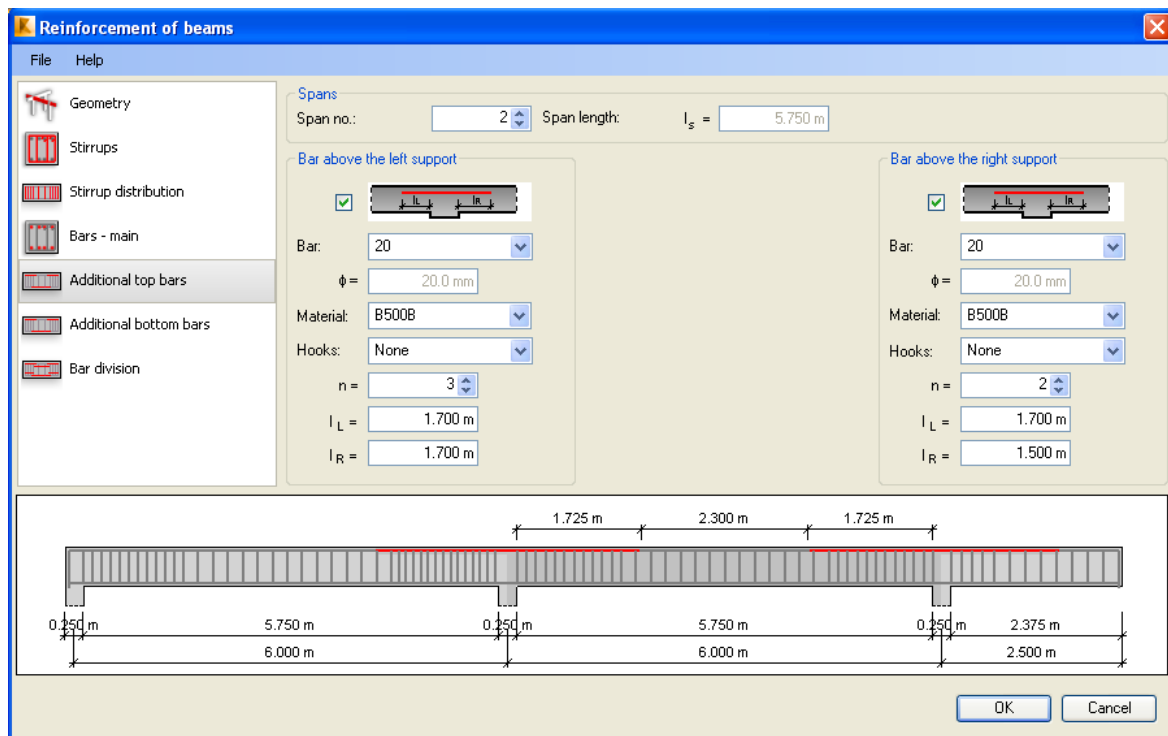 Reinforcement of beams
File Help
Geometry
Stirrups
Stirrup distribution
Bars - main
Additional top bars
Additional bottom bars
Bar division
Spans
Span no.: 2 Span length: ls = 5.750 m
Bar above the left support
lL lR
Bar: 20
ϕ = 20.0 mm
Material: B500B
Hooks: None
n = 3
l L = 1.700 m
l R = 1.700 m
Bar above the right support
lL lR
Bar: 20
ϕ = 20.0 mm
Material: B500B
Hooks: None
n = 2
l L = 1.700 m
l R = 1.500 m
1.725 m 2.300 m 1.725 m
0.250 m 5.750 m 0.250 m 5.750 m 0.250 m 2.375 m
6.000 m 6.000 m 2.500 m
OK Cancel